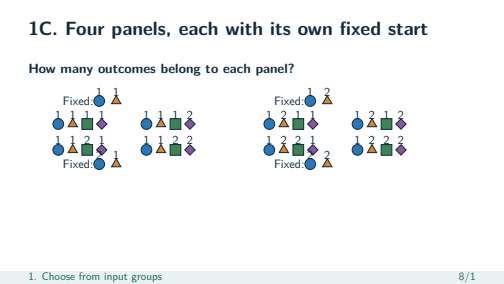 1C. Four panels, each with its own fixed start
How many outcomes belong to each panel?
1 1
Fixed:
1 1 1 1
1 1 1 2
1 1 2 1
1 1 2 2
Fixed:
1
1 2
Fixed:
1 2 1 1
1 2 1 2
1 2 2 1
1 2 2 2
Fixed:
2
1. Choose from input groups
8/1